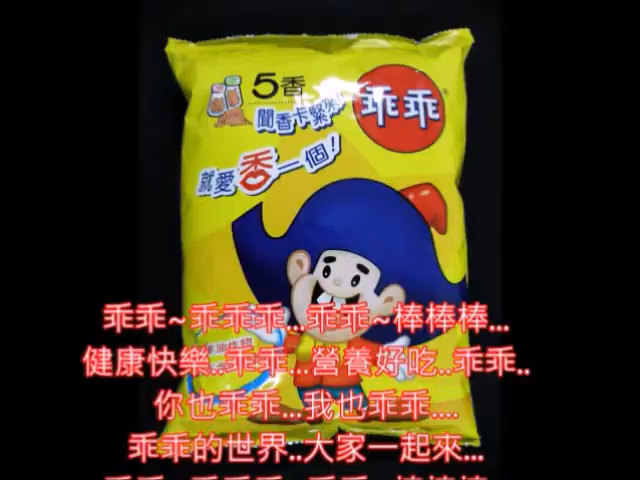 5香
乖乖
聞香卡緊來
就愛香一個!
乖乖~乖乖乖...乖乖~棒棒棒...
健康快樂..乖乖...營養好吃..乖乖..
你也乖乖...我也乖乖....
乖乖的世界..大家一起來...